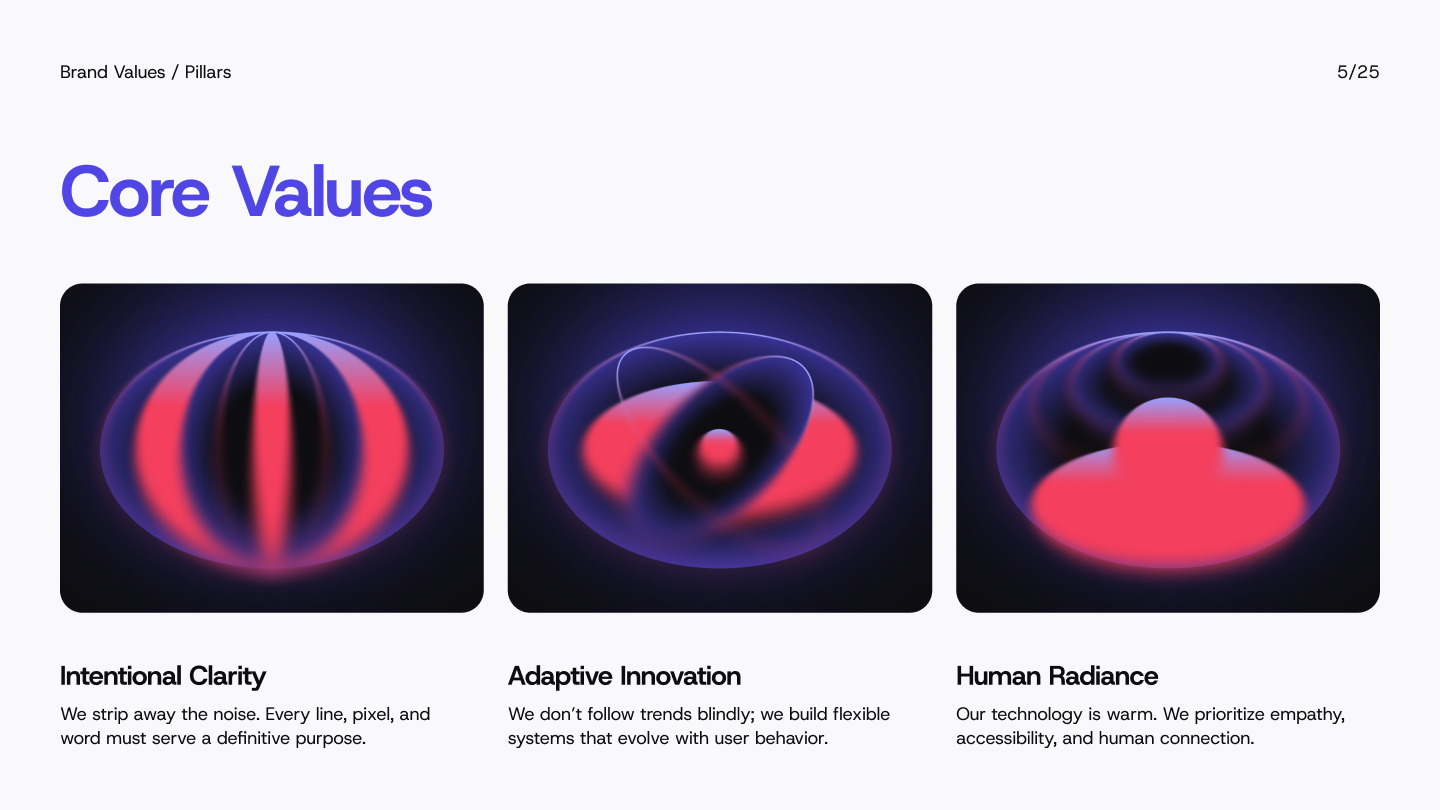 Brand Values / Pillars
5/25
Core Values
Intentional Clarity
We strip away the noise. Every line, pixel, and
word must serve a definitive purpose.
Adaptive Innovation
We don’t follow trends blindly; we build flexible
systems that evolve with user behavior.
Human Radiance
Our technology is warm. We prioritize empathy,
accessibility, and human connection.